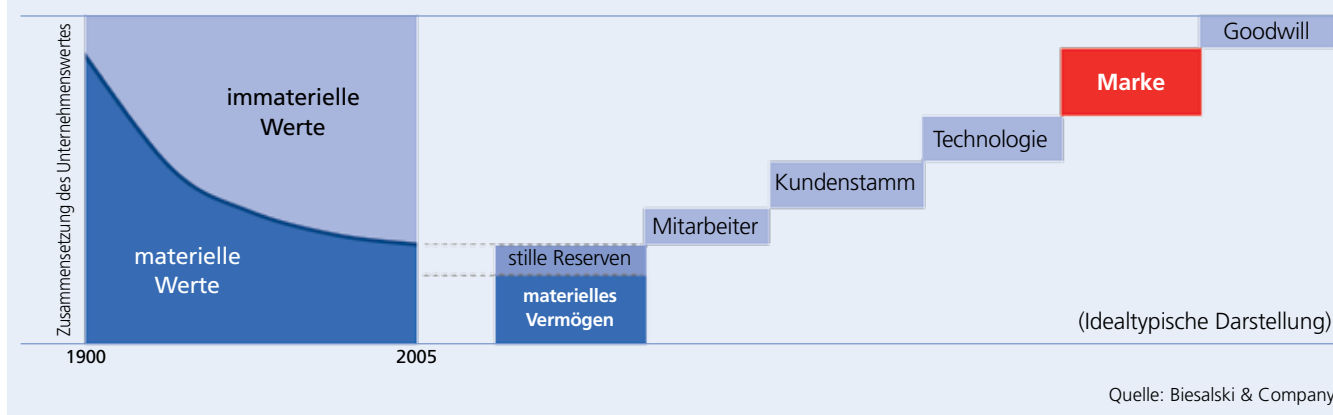 Zusammensetzung des Unternehmenswertes
immaterielle
Werte
materielle
Werte
1900
2005
stille Reserven
materielles
Vermögen
Mitarbeiter
Kundenstamm
Technologie
Marke
Goodwill
(Idealtypische Darstellung)
Quelle: Biesalski & Company